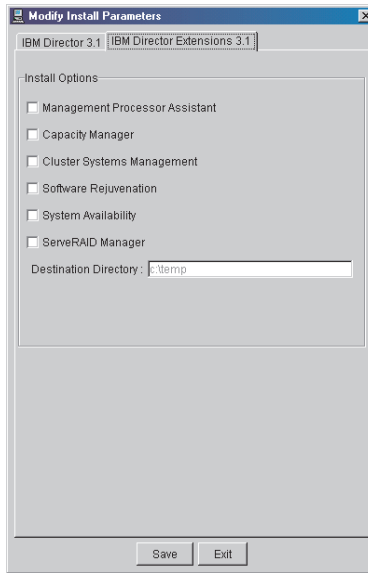 Modify Install Parameters
IBM Director 3.1 IBM Director Extensions 3.1
Install Options
Management Processor Assistant
Capacity Manager
Cluster Systems Management
Software Rejuvenation
System Availability
ServeRAID Manager
Destination Directory : c:\temp
Save Exit